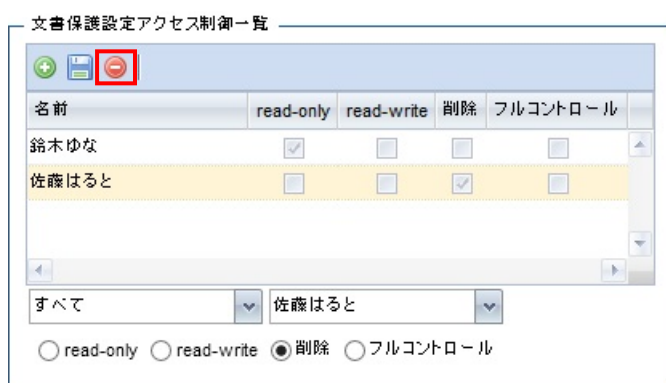 文書保護設定アクセス制御一覧
名前 read-only read-write 削除 フルコントロール
鈴木ゆな
佐藤はると
すべて 佐藤はると
read-only read-write 削除 フルコントロール